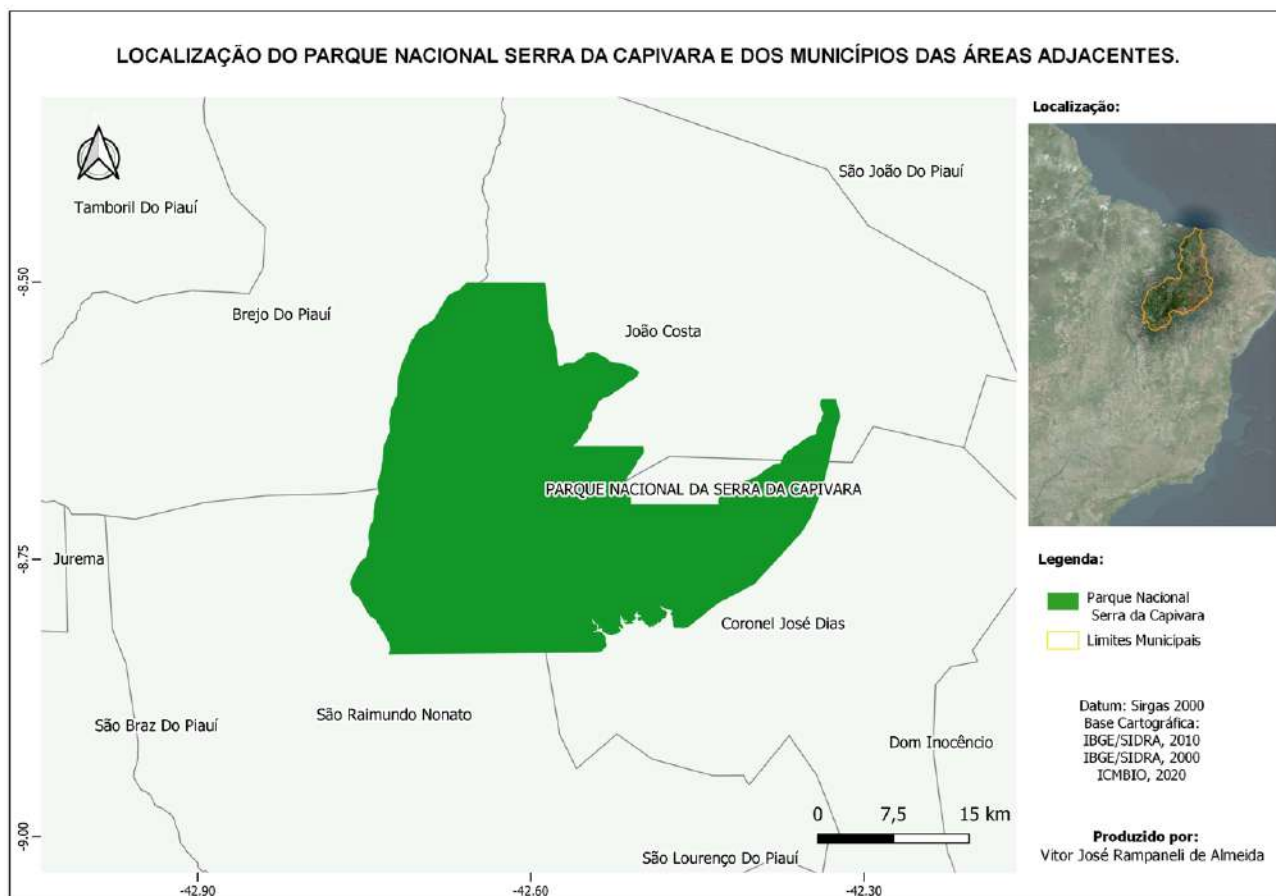 LOCALIZAÇÃO DO PARQUE NACIONAL SERRA DA CAPIVARA E DOS MUNICÍPIOS DAS ÁREAS ADJACENTES.
Localização:
São João Do Piauí
Tamboril Do Piauí
-8.50
Brejo Do Piauí
João Costa
PARQUE NACIONAL DA SERRA DA CAPIVARA
-8.75
Jurema
Coronel José Dias
São Raimundo Nonato
São Braz Do Piauí
Dom Inocêncio
0 7,5 15 km
-9.00
São Lourenço Do Piauí
-42.90 -42.60 -42.30
Legenda:
Parque Nacional
Serra da Capivara
Limites Municipais
Datum: Sirgas 2000
Base Cartográfica:
IBGE/SIDRA, 2010
IBGE/SIDRA, 2000
ICMBIO, 2020
Produzido por:
Vitor José Rampaneli de Almeida